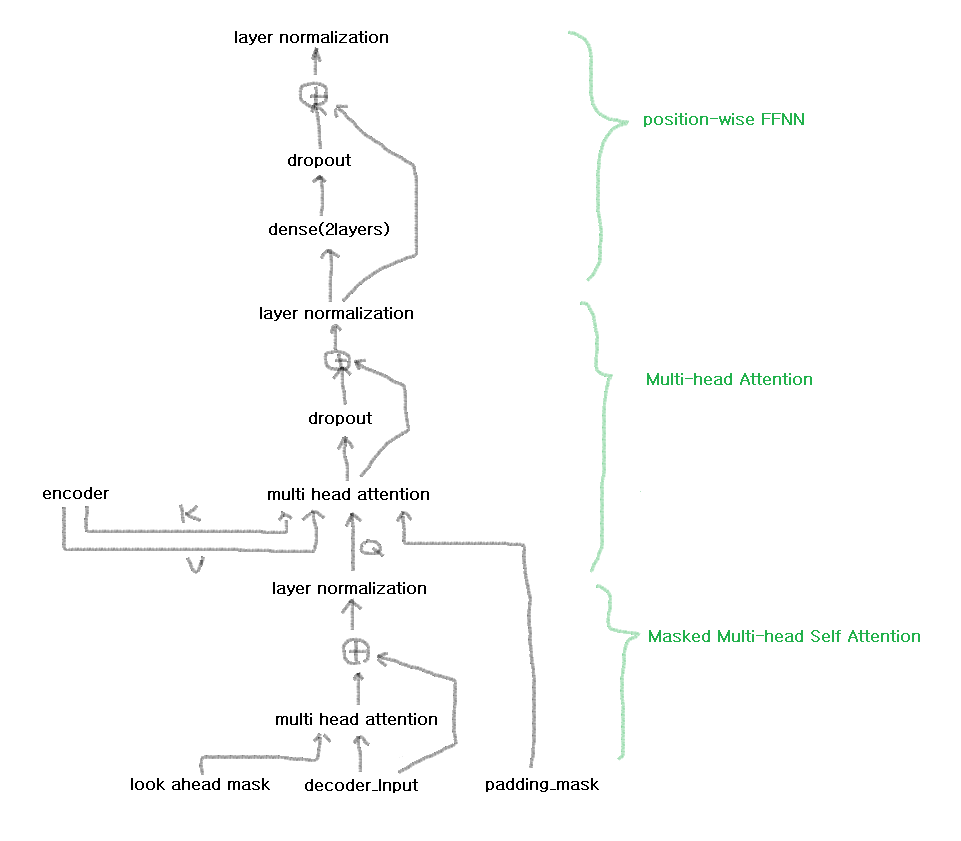 layer normalization
position-wise FFNN
dropout
dense(2layers)
layer normalization
Multi-head Attention
dropout
encoder
multi head attention
K
V
Q
layer normalization
Masked Multi-head Self Attention
multi head attention
look ahead mask
decoder_Input
padding_mask